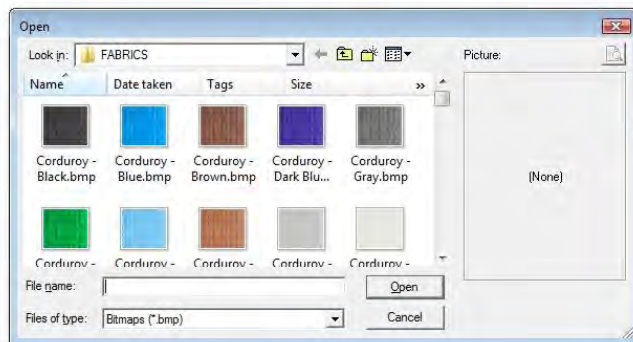 Open
Look in: FABRICS
Picture:
Name Date taken Tags Size »
Corduroy - Black.bmp
Corduroy - Blue.bmp
Corduroy - Brown.bmp
Corduroy - Dark Blu...
Corduroy - Gray.bmp
(None)
Corduroy - Corduroy - Corduroy - Corduroy - Corduroy -
File name:
Open
Files of type: Bitmaps (*.bmp)
Cancel